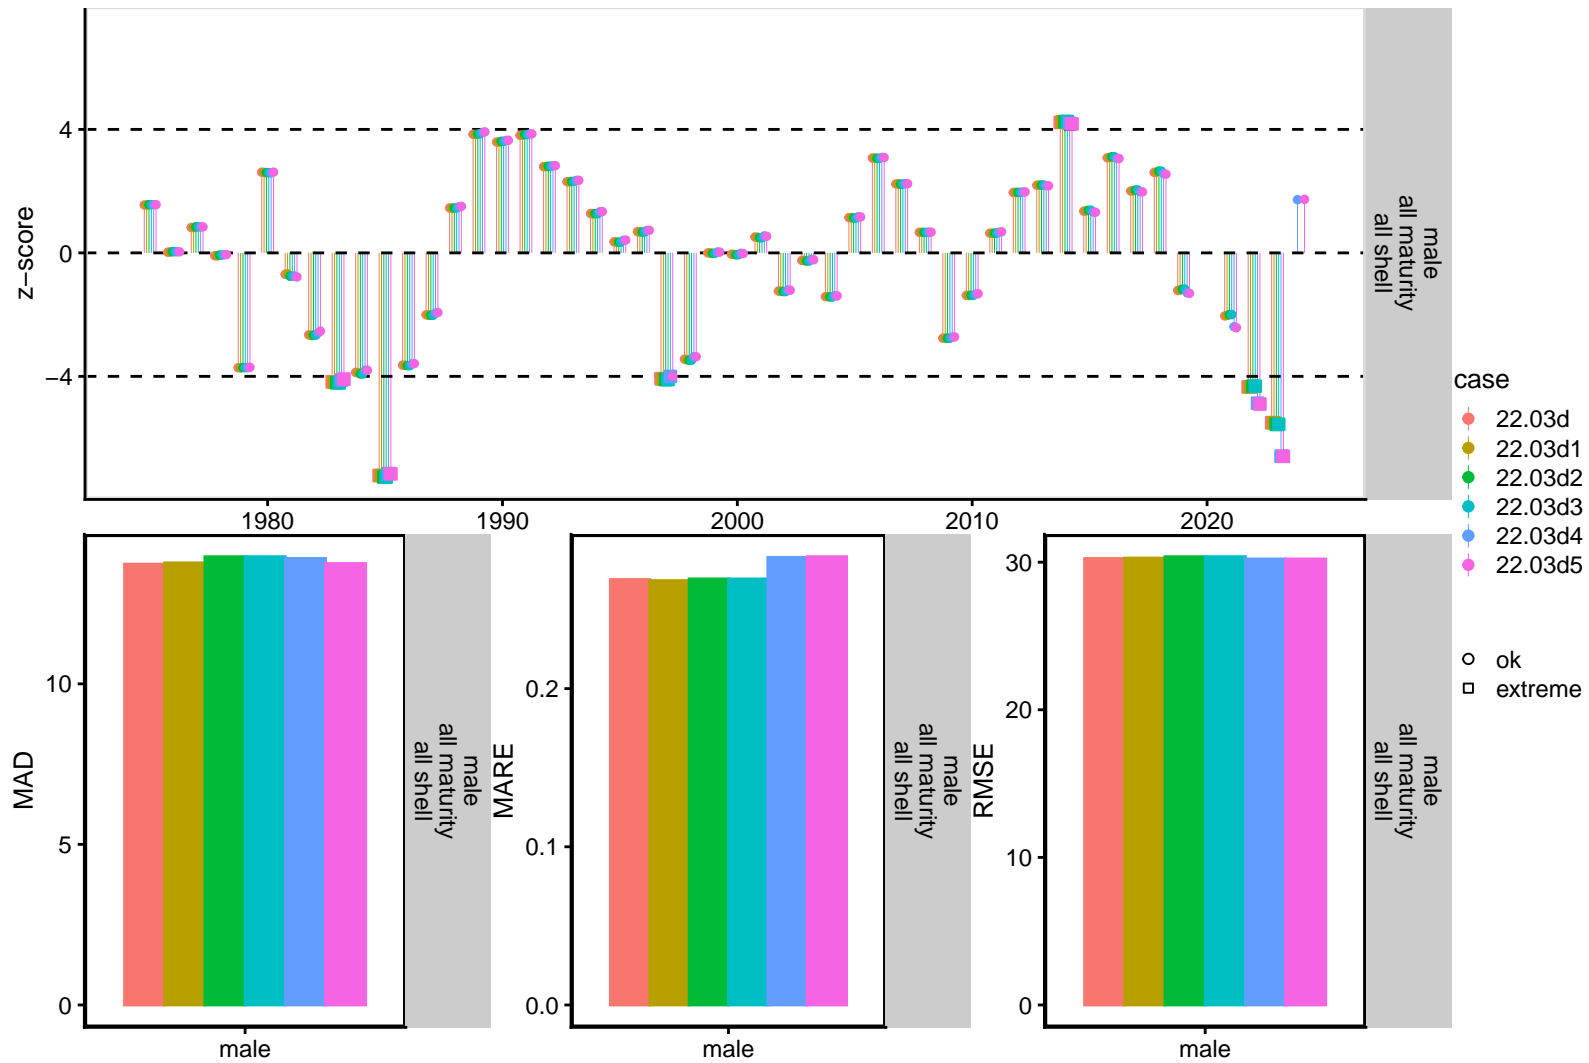 z−score
4
0
−4
1980
1990
2000
2010
2020
male
all maturity
all shell
case
22.03d
22.03d1
22.03d2
22.03d3
22.03d4
22.03d5
ok
extreme
MAD
10
5
0
male
male
all maturity
all shell
MARE
0.2
0.1
0.0
male
male
all maturity
all shell
RMSE
30
20
10
0
male
male
all maturity
all shell